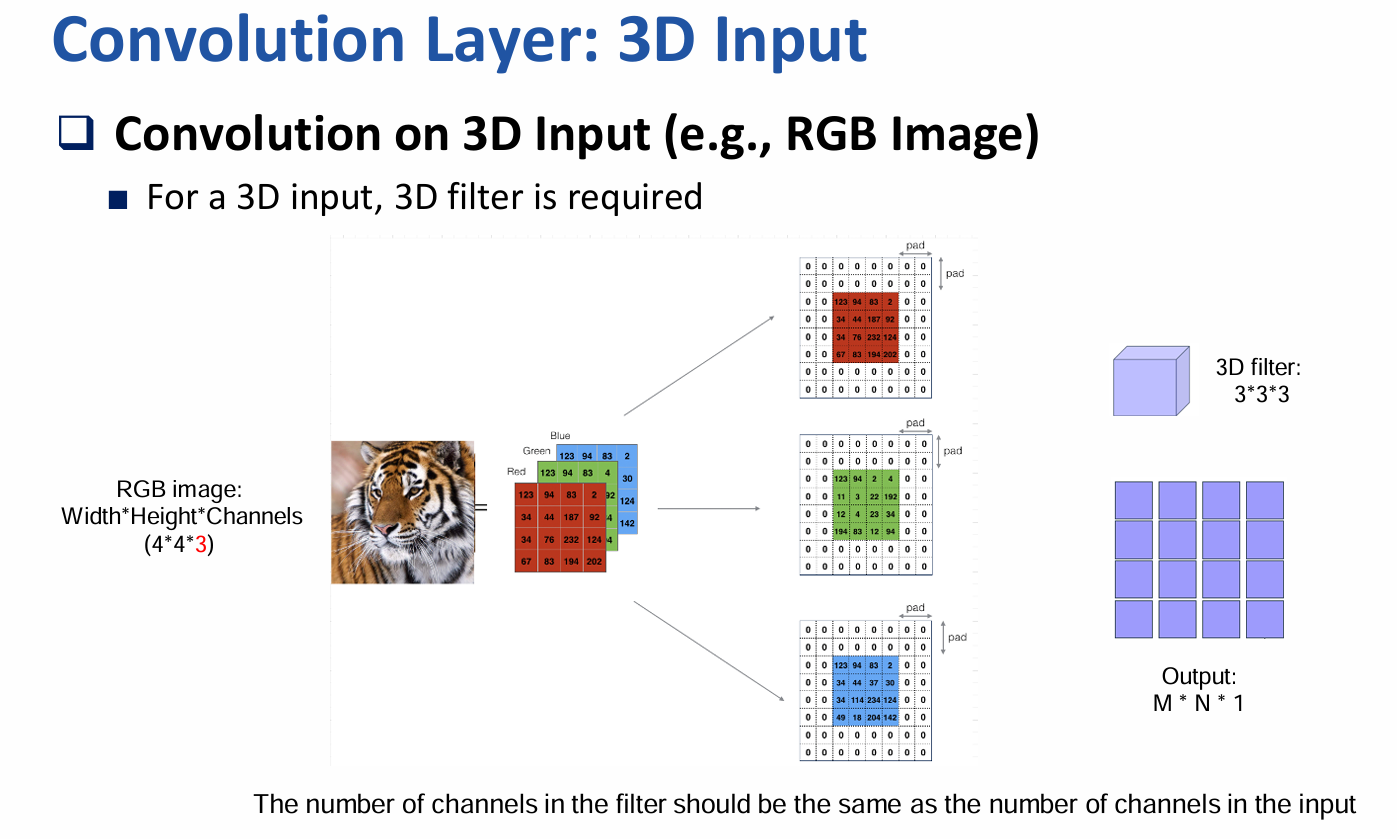 Convolution Layer: 3D Input
Convolution on 3D Input (e.g., RGB Image)
For a 3D input, 3D filter is required
RGB image:
Width*Height*Channels
(4*4*3)
=
Blue
123 94 83 2
30
124
142
Green
123 94 83 4
92
4
94
Red
123 94 83 2
34 44 187 92
34 76 232 124
67 83 194 202
pad
pad
0 0 0 0 0 0 0 0
0 0 0 0 0 0 0 0
0 0 123 94 83 2 0 0
0 0 34 44 187 92 0 0
0 0 34 76 232 124 0 0
0 0 67 83 194 202 0 0
0 0 0 0 0 0 0 0
0 0 0 0 0 0 0 0
pad
pad
0 0 0 0 0 0 0 0
0 0 0 0 0 0 0 0
0 0 123 94 2 4 0 0
0 0 11 3 22 192 0 0
0 0 12 4 23 34 0 0
0 0 194 83 12 94 0 0
0 0 0 0 0 0 0 0
0 0 0 0 0 0 0 0
pad
pad
0 0 0 0 0 0 0 0
0 0 0 0 0 0 0 0
0 0 123 94 83 2 0 0
0 0 34 44 37 30 0 0
0 0 34 114 234 124 0 0
0 0 49 18 204 142 0 0
0 0 0 0 0 0 0 0
0 0 0 0 0 0 0 0
3D filter:
3*3*3
Output:
M * N * 1
The number of channels in the filter should be the same as the number of channels in the input